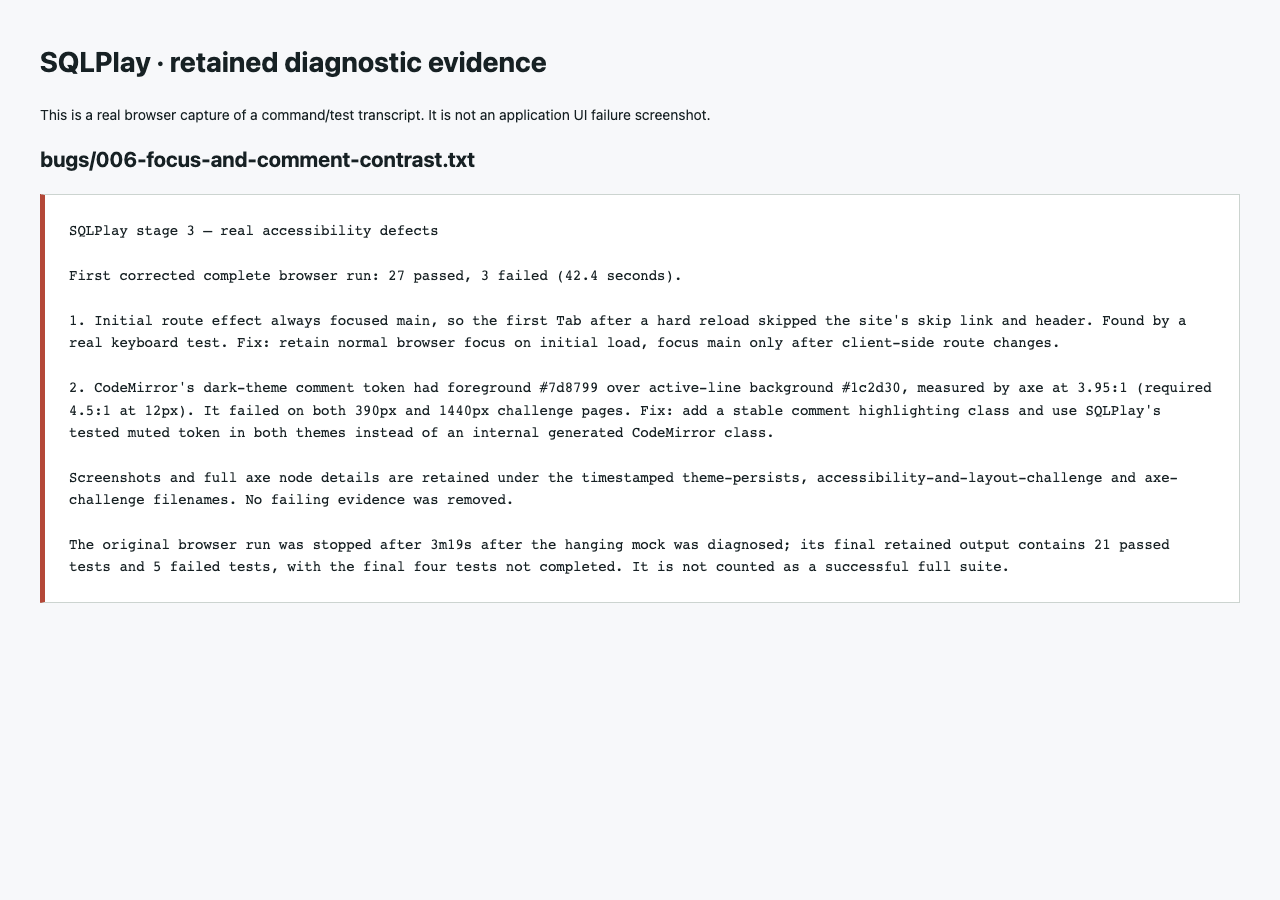 SQLPlay · retained diagnostic evidence
This is a real browser capture of a command/test transcript. It is not an application UI failure screenshot.
bugs/006-focus-and-comment-contrast.txt
SQLPlay stage 3 — real accessibility defects
First corrected complete browser run: 27 passed, 3 failed (42.4 seconds).
1. Initial route effect always focused main, so the first Tab after a hard reload skipped the site's skip link and header. Found by a
real keyboard test. Fix: retain normal browser focus on initial load, focus main only after client-side route changes.
2. CodeMirror's dark-theme comment token had foreground #7d8799 over active-line background #1c2d30, measured by axe at 3.95:1 (required
4.5:1 at 12px). It failed on both 390px and 1440px challenge pages. Fix: add a stable comment highlighting class and use SQLPlay's
tested muted token in both themes instead of an internal generated CodeMirror class.
Screenshots and full axe node details are retained under the timestamped theme-persists, accessibility-and-layout-challenge and axe-
challenge filenames. No failing evidence was removed.
The original browser run was stopped after 3m19s after the hanging mock was diagnosed; its final retained output contains 21 passed
tests and 5 failed tests, with the final four tests not completed. It is not counted as a successful full suite.